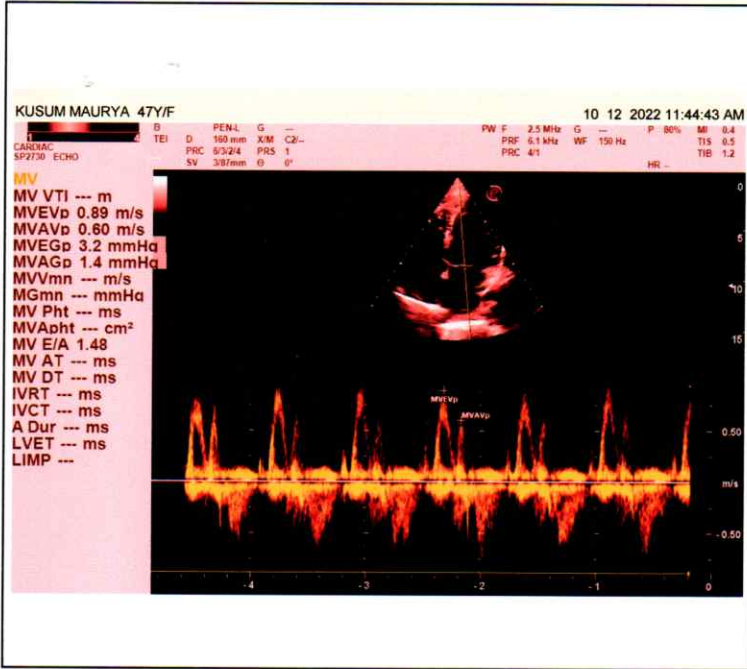 KUSUM MAURYA 47Y/F 10 12 2022 11:44:43 AM
1 4
B PEN-L G --- PW F 2.5 MHz G --- P 80% MI 0.4
TEI D 160 mm X/M C2/-- PRF 6.1 kHz WF 150 Hz TIS 0.5
CARDIAC PRC 6/3/2/4 PRS 1 PRC 4/1 TIB 1.2
SP2730 ECHO SV 3/87mm Θ 0° HR --
MV
MV VTI --- m
MVEVp 0.89 m/s
MVAVp 0.60 m/s
MVEGp 3.2 mmHg
MVAGp 1.4 mmHg
MVVmn --- m/s
MGmn --- mmHg
MV Pht --- ms
MVApht --- cm²
MV E/A 1.48
MV AT --- ms
MV DT --- ms
IVRT --- ms
IVCT --- ms
A Dur --- ms
LVET --- ms
LIMP ---
0
5
10
15
MVEVp
MVAVp
0.50
m/s
-0.50
-4 -3 -2 -1 0